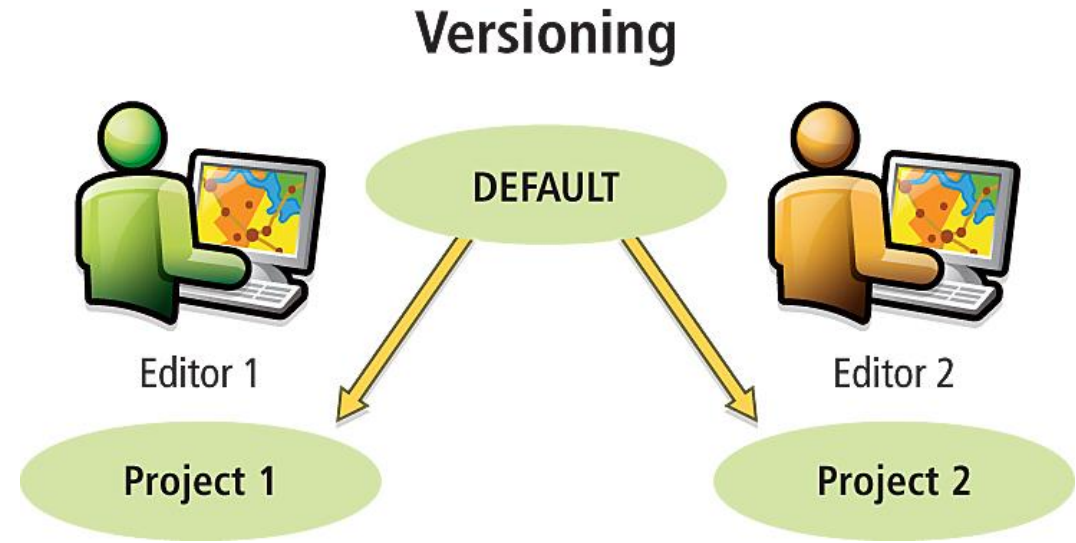 Versioning
DEFAULT
Editor 1
Editor 2
Project 1
Project 2